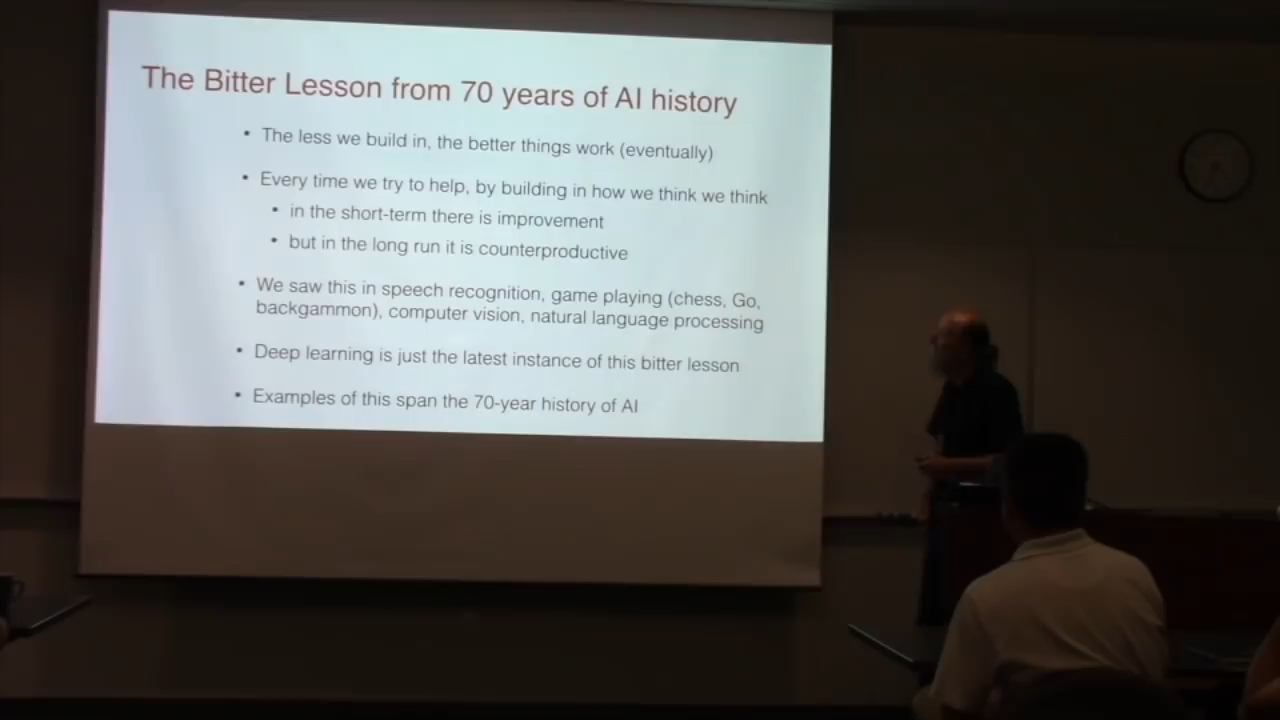 The Bitter Lesson from 70 years of AI history
• The less we build in, the better things work (eventually)
• Every time we try to help, by building in how we think we think
• in the short-term there is improvement
• but in the long run it is counterproductive
• We saw this in speech recognition, game playing (chess, Go,
backgammon), computer vision, natural language processing
• Deep learning is just the latest instance of this bitter lesson
• Examples of this span the 70-year history of AI